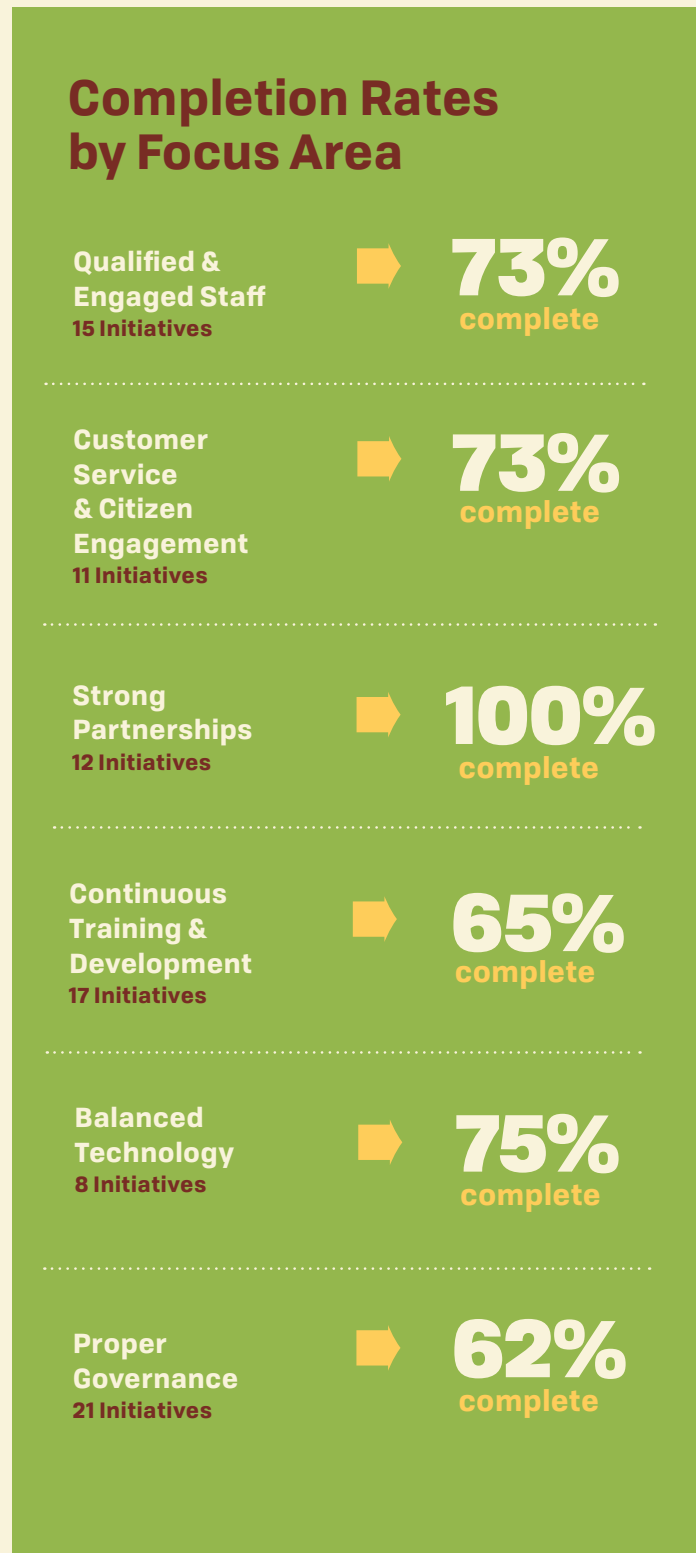 Completion Rates
by Focus Area
Qualified &
Engaged Staff
15 Initiatives
73%
complete
Customer
Service
& Citizen
Engagement
11 Initiatives
73%
complete
Strong
Partnerships
12 Initiatives
100%
complete
Continuous
Training &
Development
17 Initiatives
65%
complete
Balanced
Technology
8 Initiatives
75%
complete
Proper
Governance
21 Initiatives
62%
complete